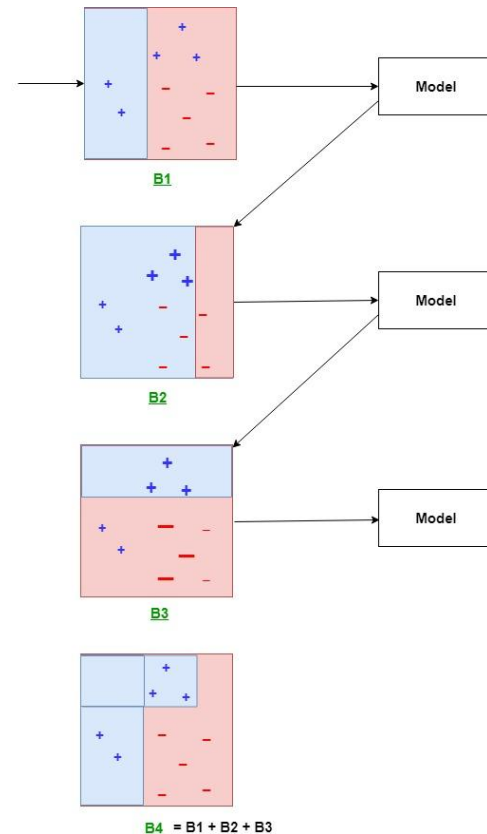 Model
B1
Model
B2
Model
B3
B4 = B1 + B2 + B3